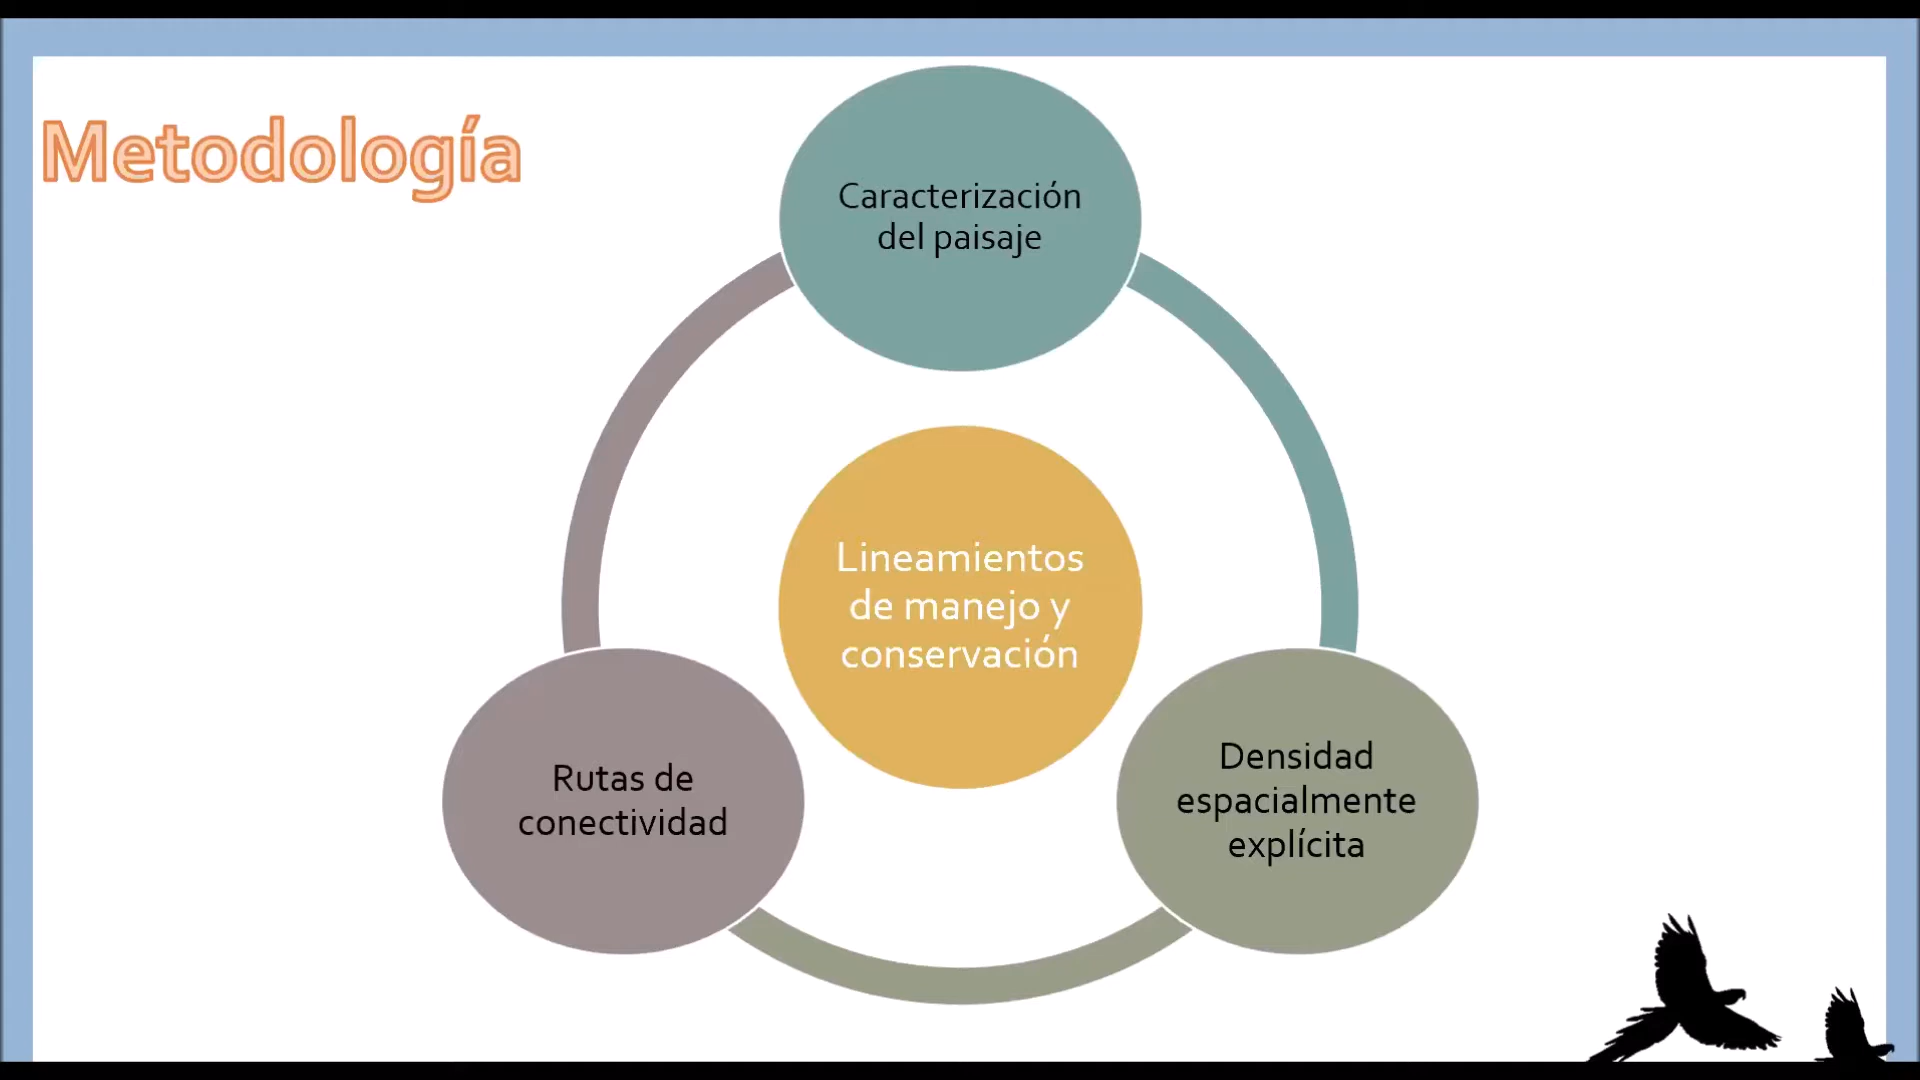 Metodología
Caracterización
del paisaje
Lineamientos
de manejo y
conservación
Rutas de
conectividad
Densidad
espacialmente
explícita